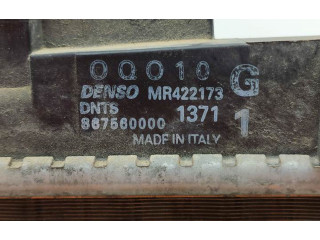 00010 G
DENSO MR422173
DNTS 1371 1
867560000
MADE IN ITALY